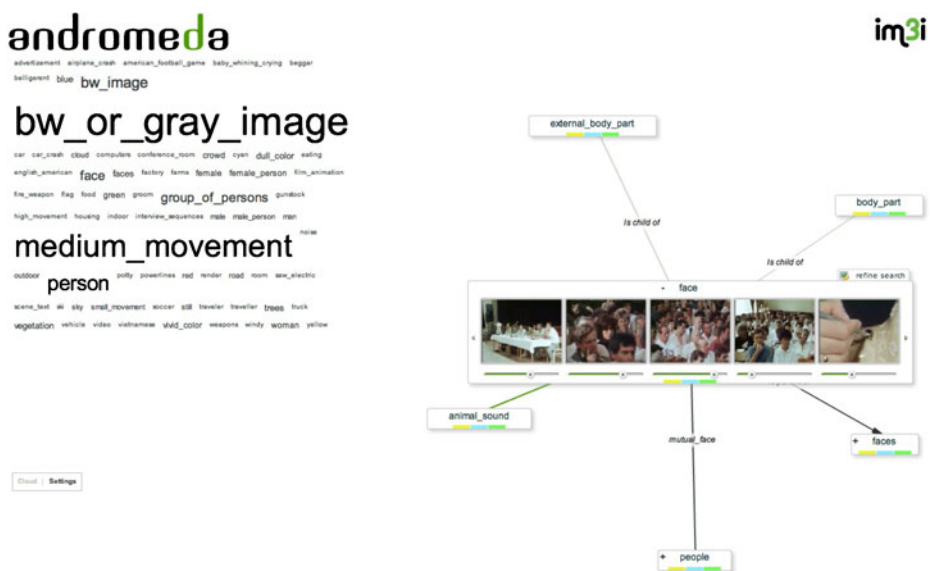 andromeda
im3i
advertizement airplane_crash american_football_game baby_whining_crying beggar
belligerent blue bw_image
bw_or_gray_image
car car_crash cloud computers conference_room crowd cyan dull_color eating
english_american face faces factory farms female female_person film_animation
fire_weapon flag food green groom group_of_persons gunstock
high_movement housing indoor interview_sequences male male_person man
medium_movement noise
outdoor person potty powerlines red render road room saw_electric
scene_text ski sky small_movement soccer still traveler traveller trees truck
vegetation vehicle video vietnamese vivid_color weapons windy woman yellow
external_body_part
body_part
Is child of
Is child of
refine search
- face
animal_sound
mutual_face
+ faces
Cloud | Settings
+ people